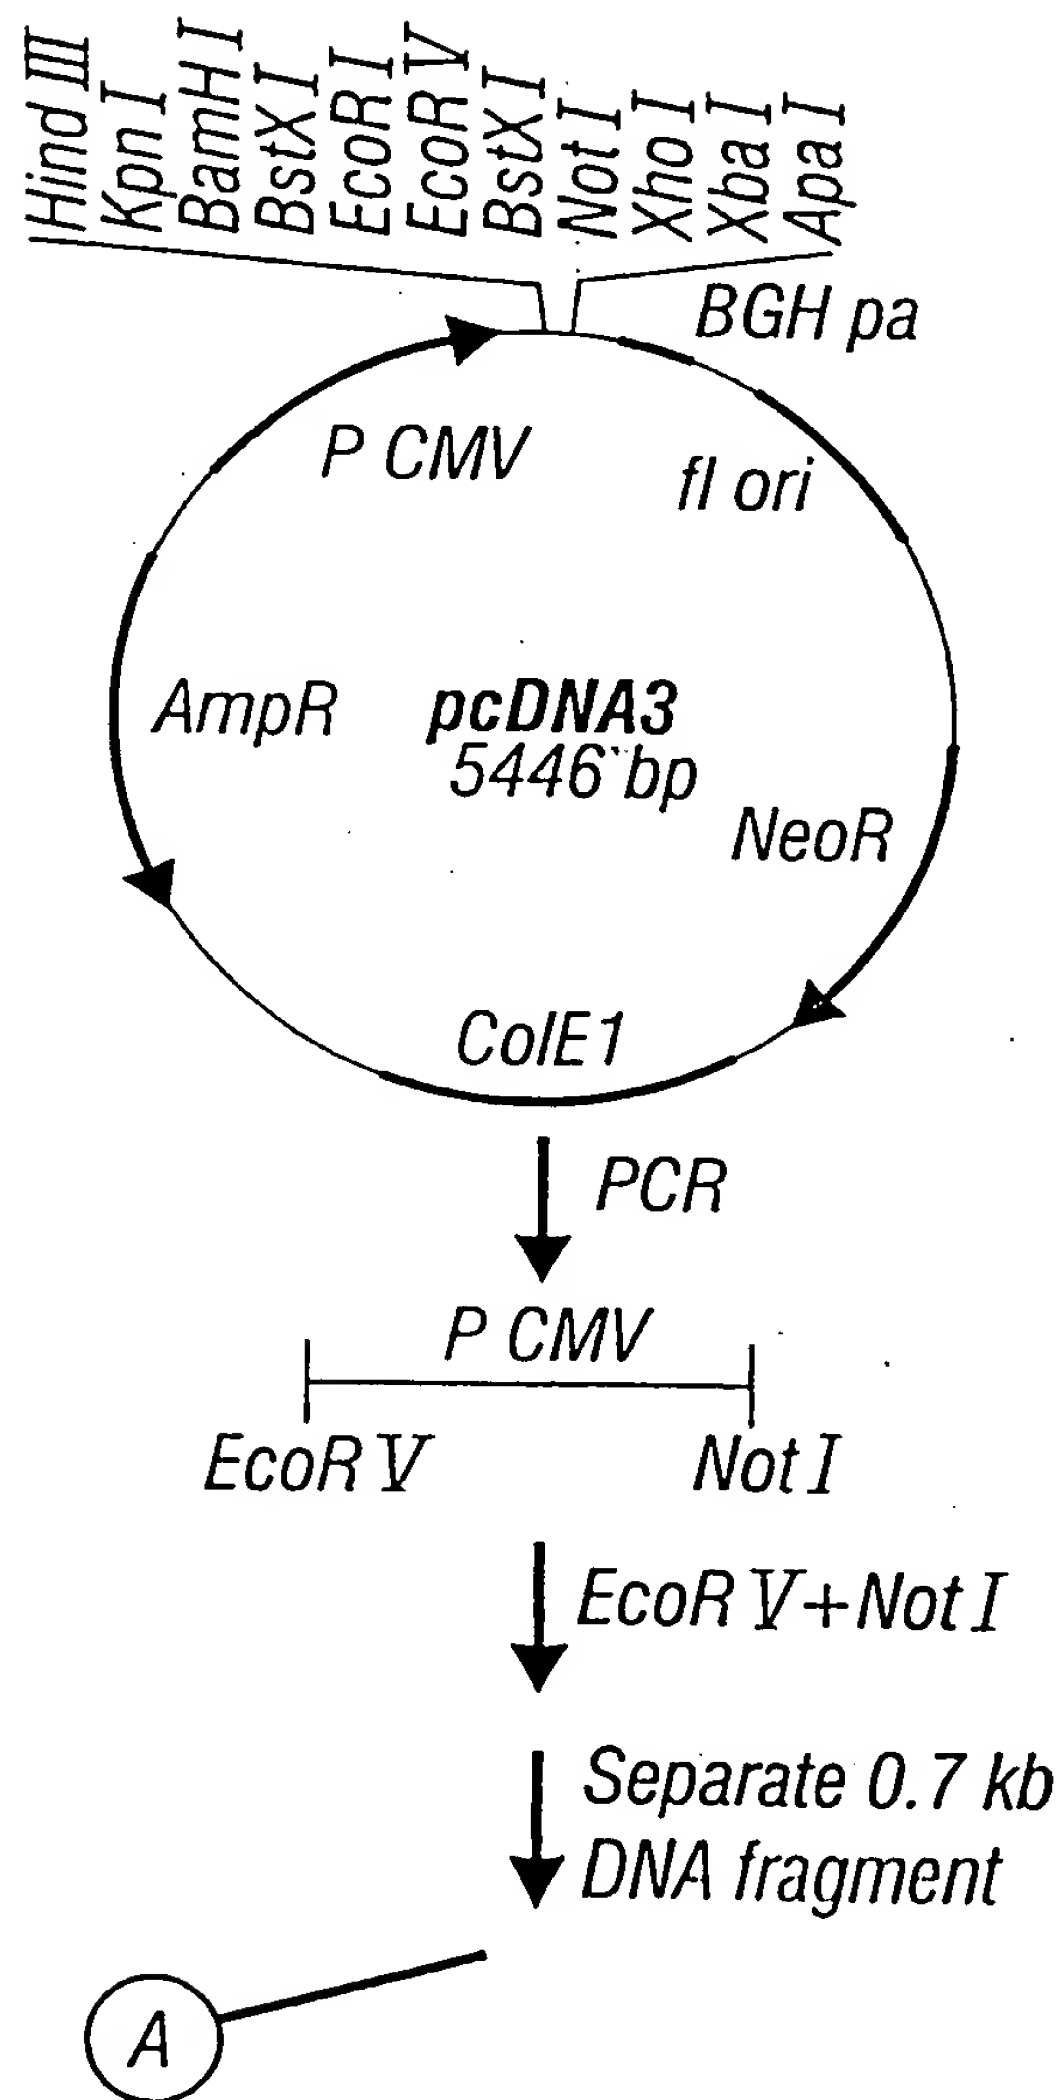 Hind III
Kpn I
BamH I
BstX I
EcoR I
EcoR V
BstX I
Not I
Xho I
Xba I
Apa I
BGH pa
P CMV
fI ori
AmpR
pcDNA3
5446 bp
NeoR
ColE1
PCR
P CMV
EcoR V
Not I
EcoR V+Not I
Separate 0.7 kb
DNA fragment
A